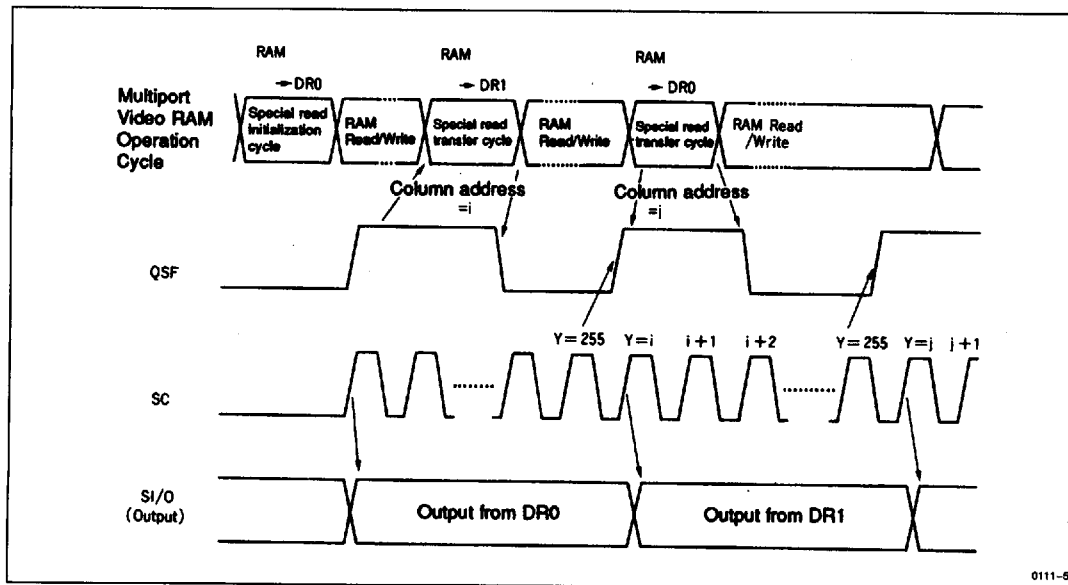 RAM
RAM
RAM
→ DR0
→ DR1
→ DR0
Multiport
Video RAM
Operation
Cycle
Special read
initialization
cycle
RAM
Read/Write
Special read
transfer cycle
RAM
Read/Write
Special read
transfer cycle
RAM Read
/Write
Column address
=i
Column address
=j
QSF
Y=255
Y=i
i+1
i+2
Y=255
Y=j
j+1
SC
SI/O
(Output)
Output from DR0
Output from DR1
0111-5